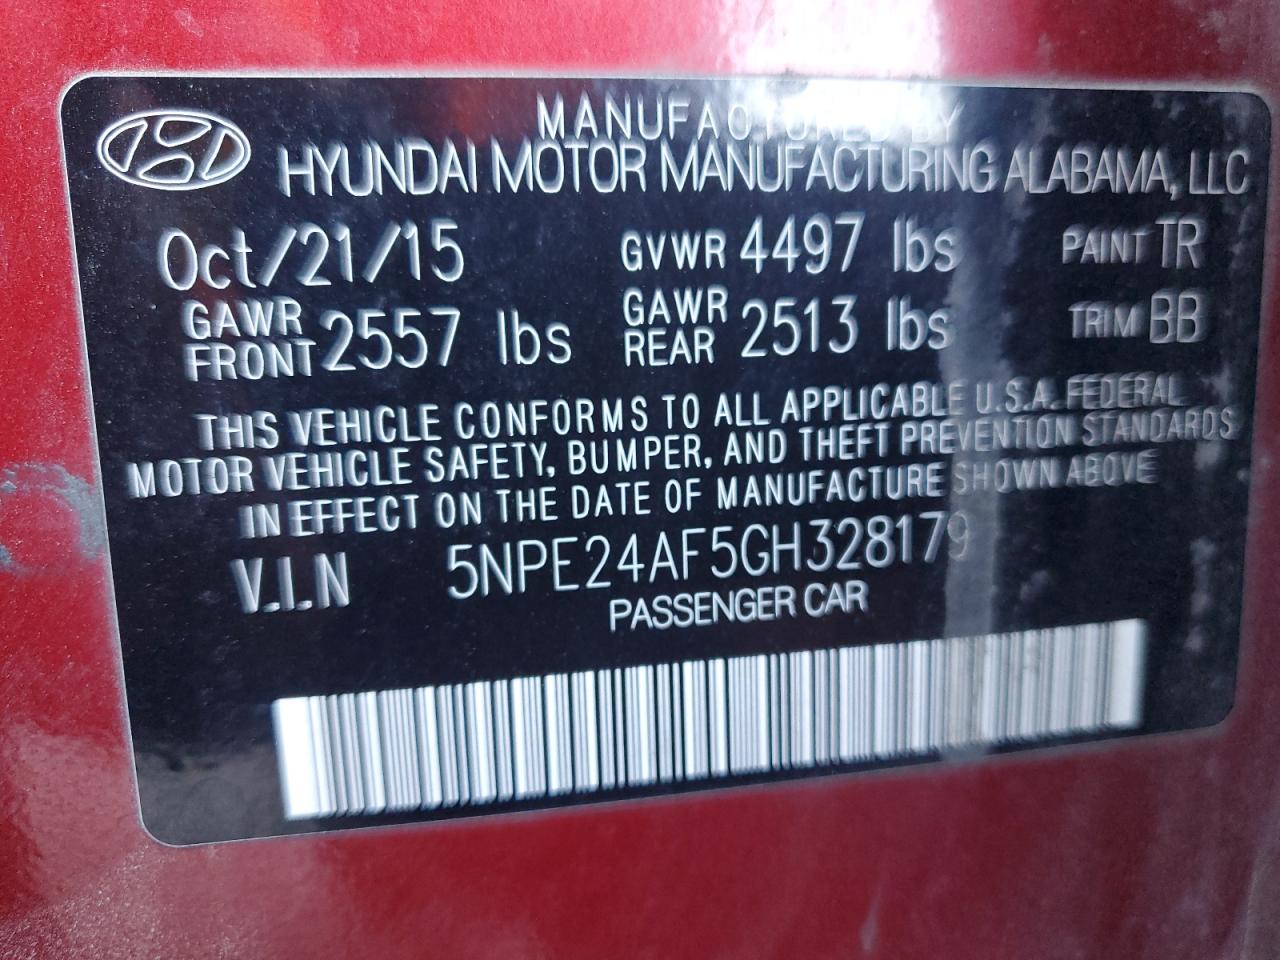 MANUFACTURED BY
HYUNDAI MOTOR MANUFACTURING ALABAMA, LLC
Oct/21/15 GVWR 4497 lbs PAINT TR
GAWR FRONT 2557 lbs GAWR REAR 2513 lbs TRIM BB
THIS VEHICLE CONFORMS TO ALL APPLICABLE U.S.A. FEDERAL
MOTOR VEHICLE SAFETY, BUMPER, AND THEFT PREVENTION STANDARDS
IN EFFECT ON THE DATE OF MANUFACTURE SHOWN ABOVE
V.I.N 5NPE24AF5GH328179
PASSENGER CAR